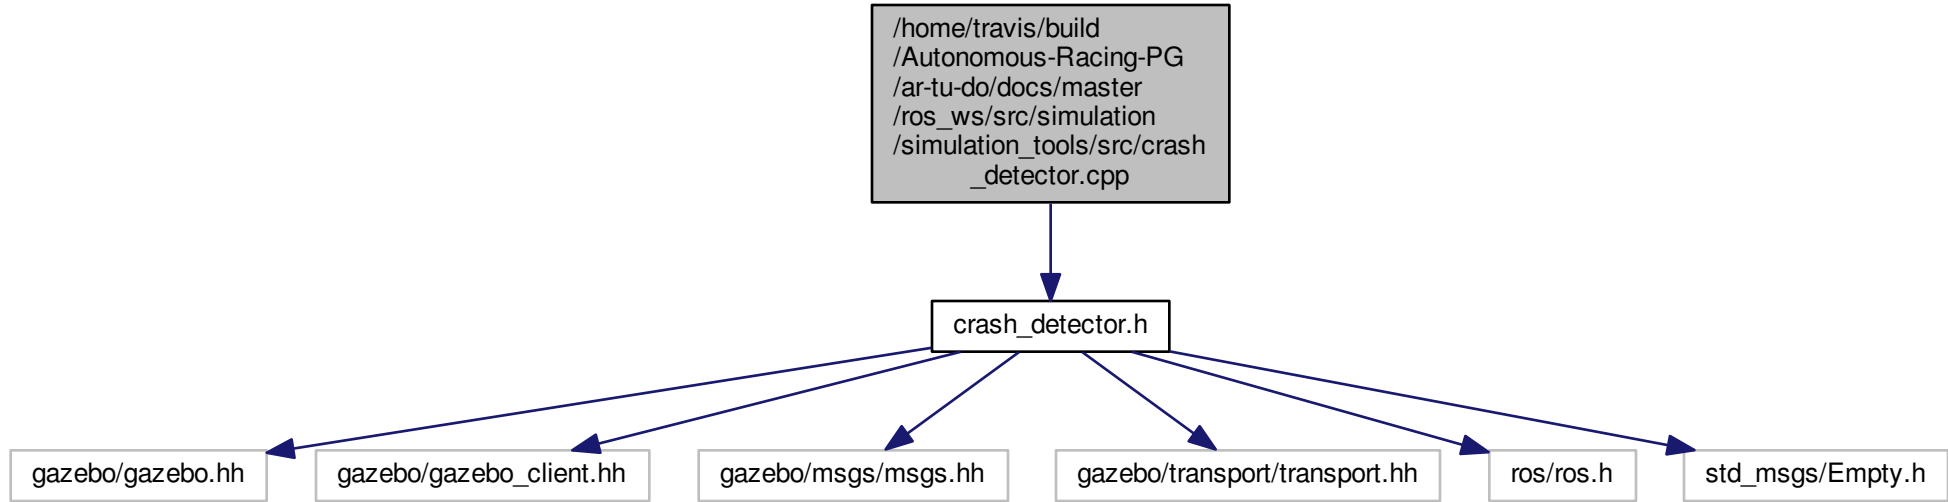 /home/travis/build
/Autonomous-Racing-PG
/ar-tu-do/docs/master
/ros_ws/src/simulation
/simulation_tools/src/crash
_detector.cpp
crash_detector.h
gazebo/gazebo.hh
gazebo/gazebo_client.hh
gazebo/msgs/msgs.hh
gazebo/transport/transport.hh
ros/ros.h
std_msgs/Empty.h